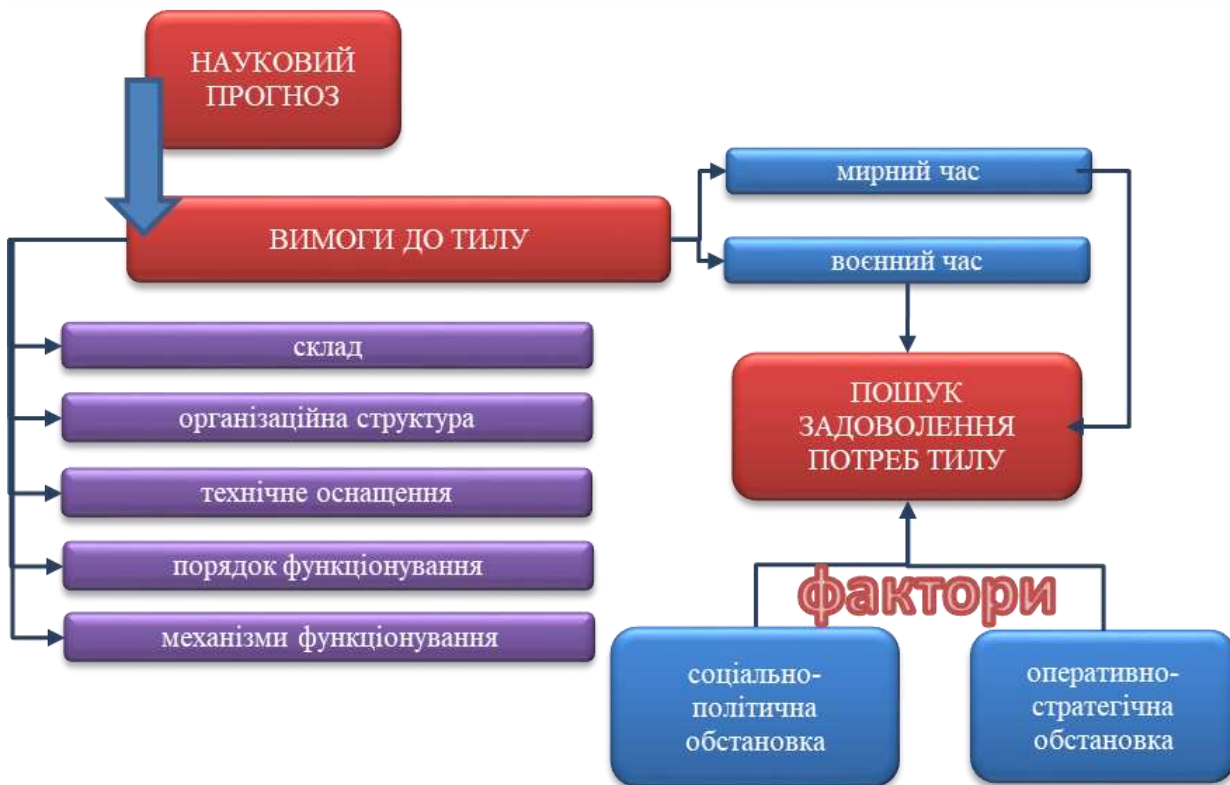 НАУКОВИЙ
ПРОГНОЗ
ВИМОГИ ДО ТИЛУ
мирний час
воєнний час
склад
організаційна структура
технічне оснащення
порядок функціонування
механізми функціонування
ПОШУК
ЗАДОВОЛЕННЯ
ПОТРЕБ ТИЛУ
фактори
соціально-
політична
обстановка
оперативно-
стратегічна
обстановка